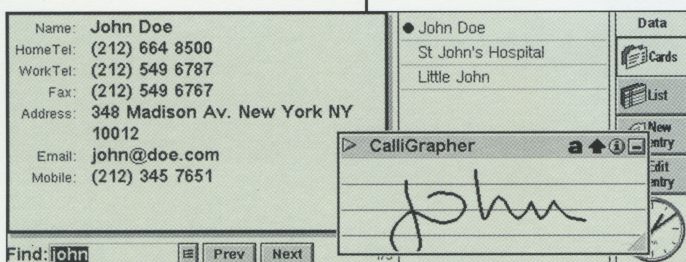 Name: John Doe
HomeTel: (212) 664 8500
WorkTel: (212) 549 6787
Fax: (212) 549 6767
Address: 348 Madison Av. New York NY
10012
Email: john@doe.com
Mobile: (212) 345 7651
Find: john
Prev
Next
John Doe
St John's Hospital
Little John
CalliGrapher
a
John
Data
Cards
List
New
entry
Edit
entry